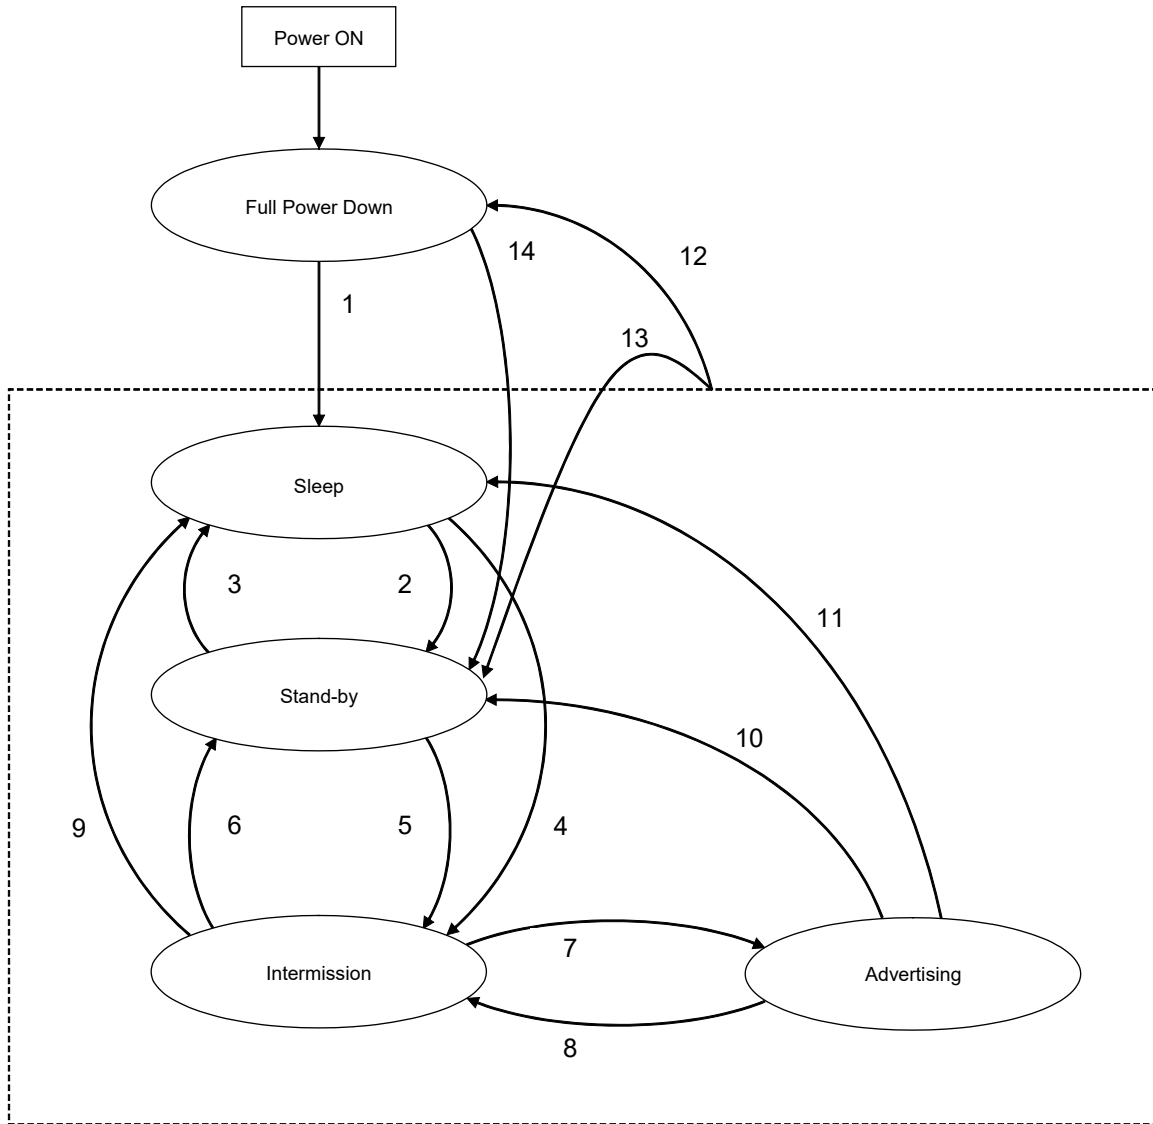 Power ON
Full Power Down
14
12
1
13
Sleep
3
2
11
Stand-by
10
9
6
5
4
7
Intermission
Advertising
8